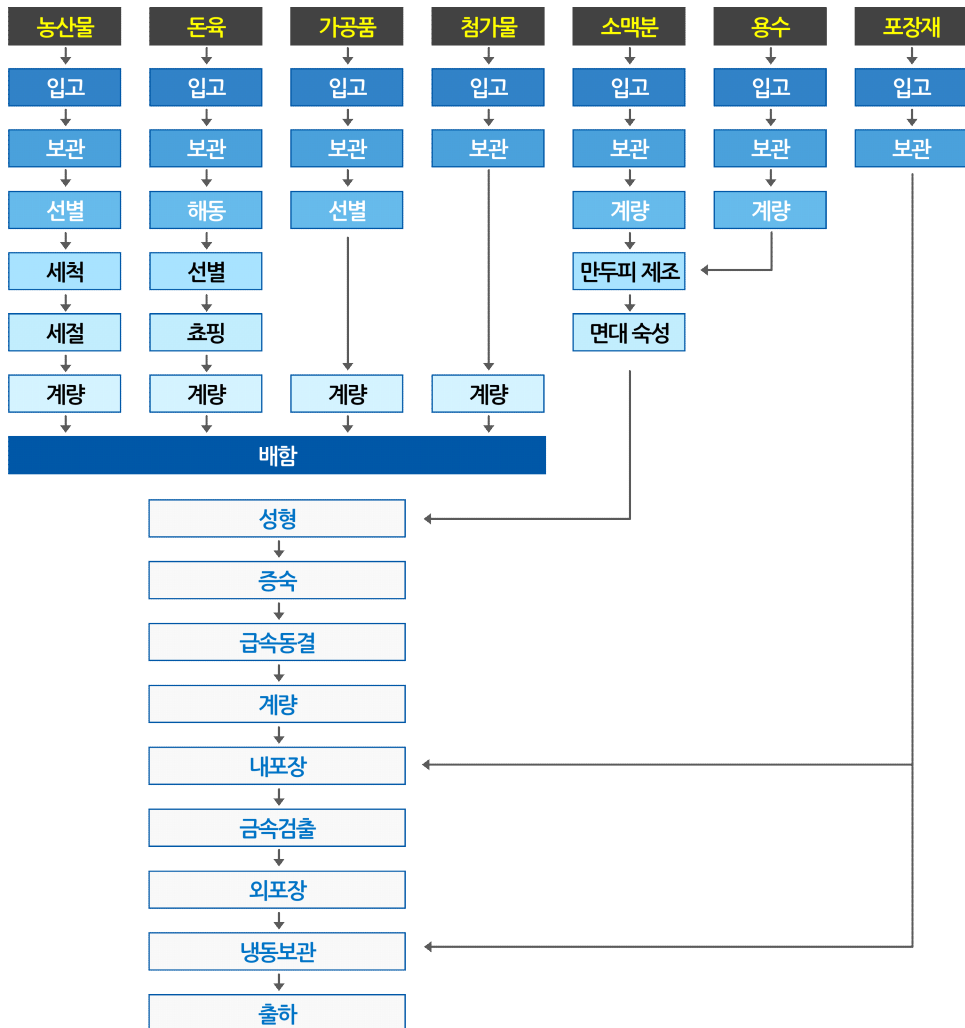 농산물 돈육 가공품 첨가물 소맥분 용수 포장재
입고 입고 입고 입고 입고 입고 입고
보관 보관 보관 보관 보관 보관 보관
선별 해동 선별 계량 계량
세척 선별 만두피 제조
세절 쵸핑 면대 숙성
계량 계량 계량 계량
배함
성형
증숙
급속동결
계량
내포장
금속검출
외포장
냉동보관
출하